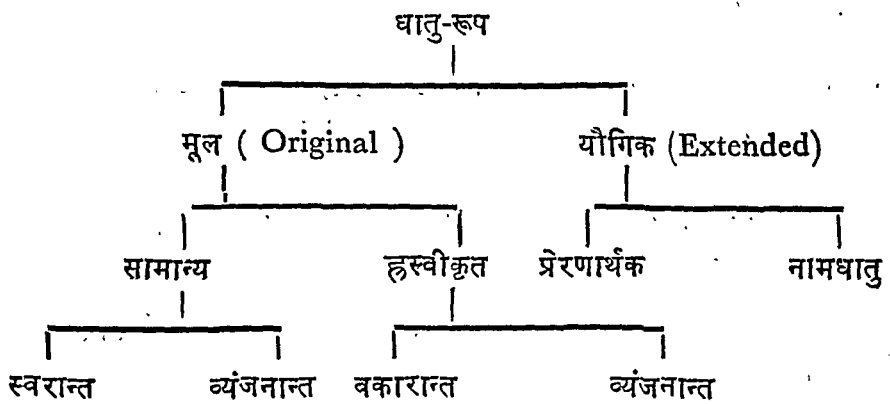 धातु-रूप
मूल ( Original ) यौगिक (Extended)
सामान्य ह्रस्वीकृत प्रेरणार्थक नामधातु
स्वरान्त व्यंजनान्त वकारान्त व्यंजनान्त